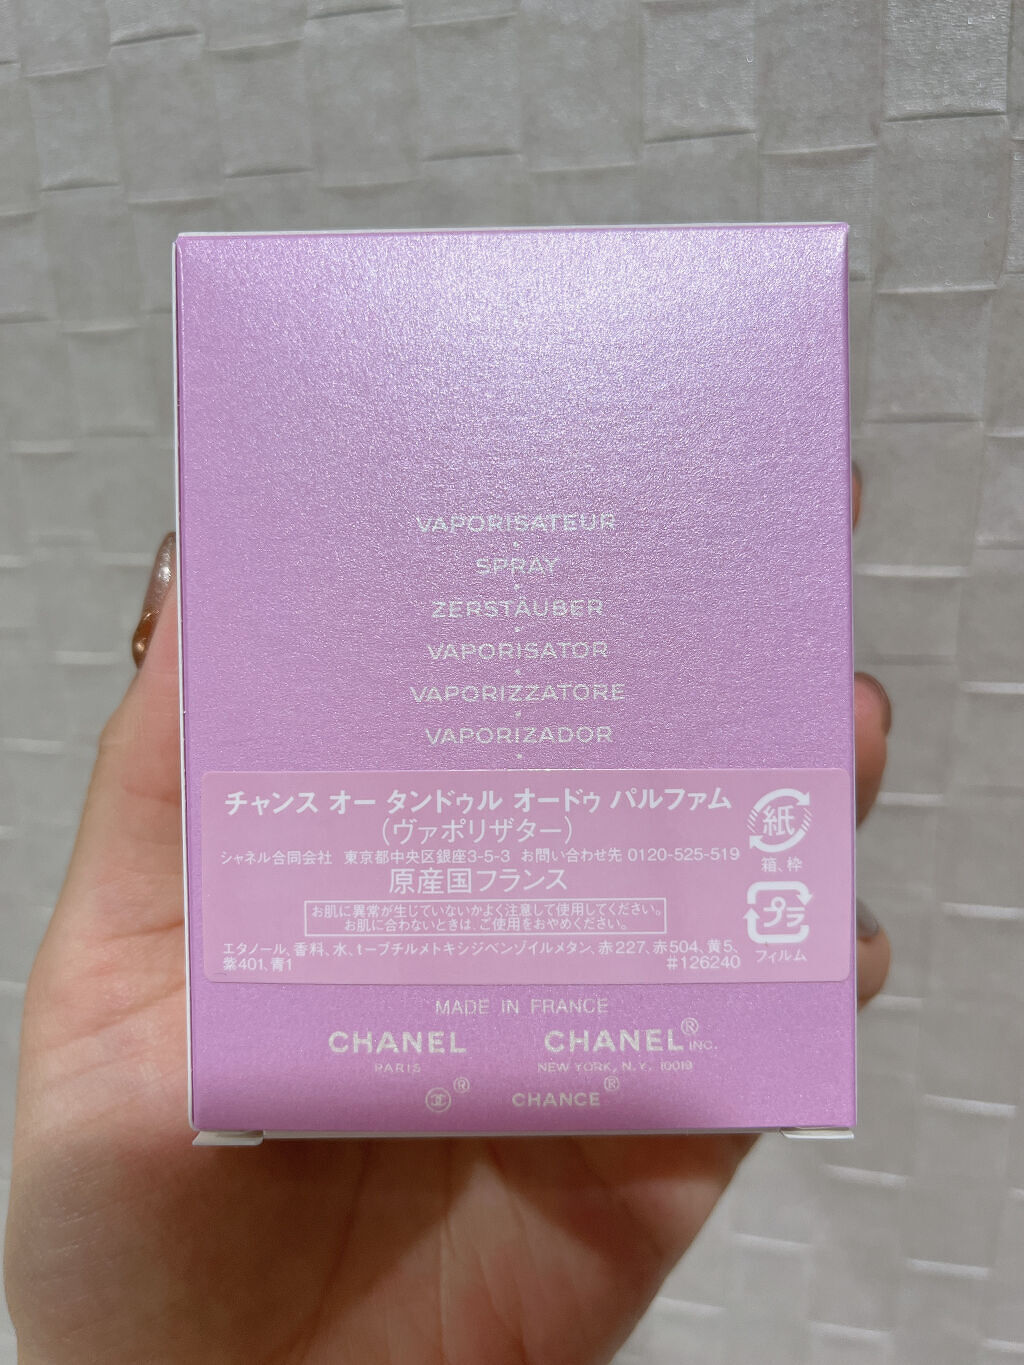 VAPORISATEUR
SPRAY
ZERSTÄUBER
VAPORISATOR
VAPORIZZATORE
VAPORIZADOR
チャンス オー タンドゥル オードゥ パルファム
(ヴァポリザター)
シャネル合同会社 東京都中央区銀座3-5-3 お問い合わせ先 0120-525-519
原産国フランス
お肌に異常が生じていないかよく注意して使用してください。
お肌に合わないときは、ご使用をおやめください。
エタノール、香料、水、t-ブチルメトキシジベンゾイルメタン、赤227、赤504、黄5、
紫401、青1 #126240
紙
箱、枠
プラ
フィルム
MADE IN FRANCE
CHANEL CHANEL® INC.
PARIS NEW YORK, N.Y. 10019
® CHANCE®